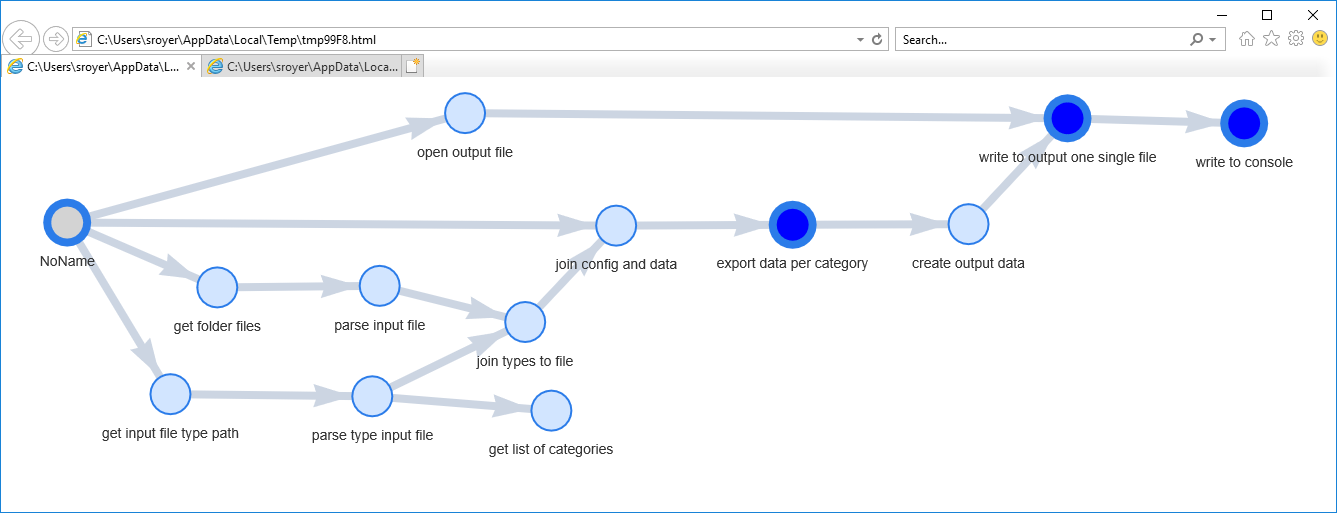 C:\Users\sroyer\AppData\Local\Temp\tmp99F8.html
Search...
C:\Users\sroyer\AppData\L...
C:\Users\sroyer\AppData\Loca...
open output file
write to output one single file
write to console
NoName
join config and data
export data per category
create output data
get folder files
parse input file
join types to file
get input file type path
parse type input file
get list of categories